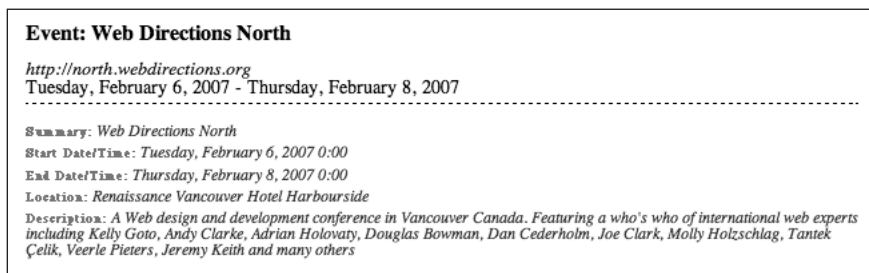 Event: Web Directions North
http://north.webdirections.org
Tuesday, February 6, 2007 - Thursday, February 8, 2007
Summary: Web Directions North
Start Date/Time: Tuesday, February 6, 2007 0:00
End Date/Time: Thursday, February 8, 2007 0:00
Location: Renaissance Vancouver Hotel Harbourside
Description: A Web design and development conference in Vancouver Canada. Featuring a who's who of international web experts
including Kelly Goto, Andy Clarke, Adrian Holovaty, Douglas Bowman, Dan Cederholm, Joe Clark, Molly Holzschlag, Tantek
Çelik, Veerle Pieters, Jeremy Keith and many others